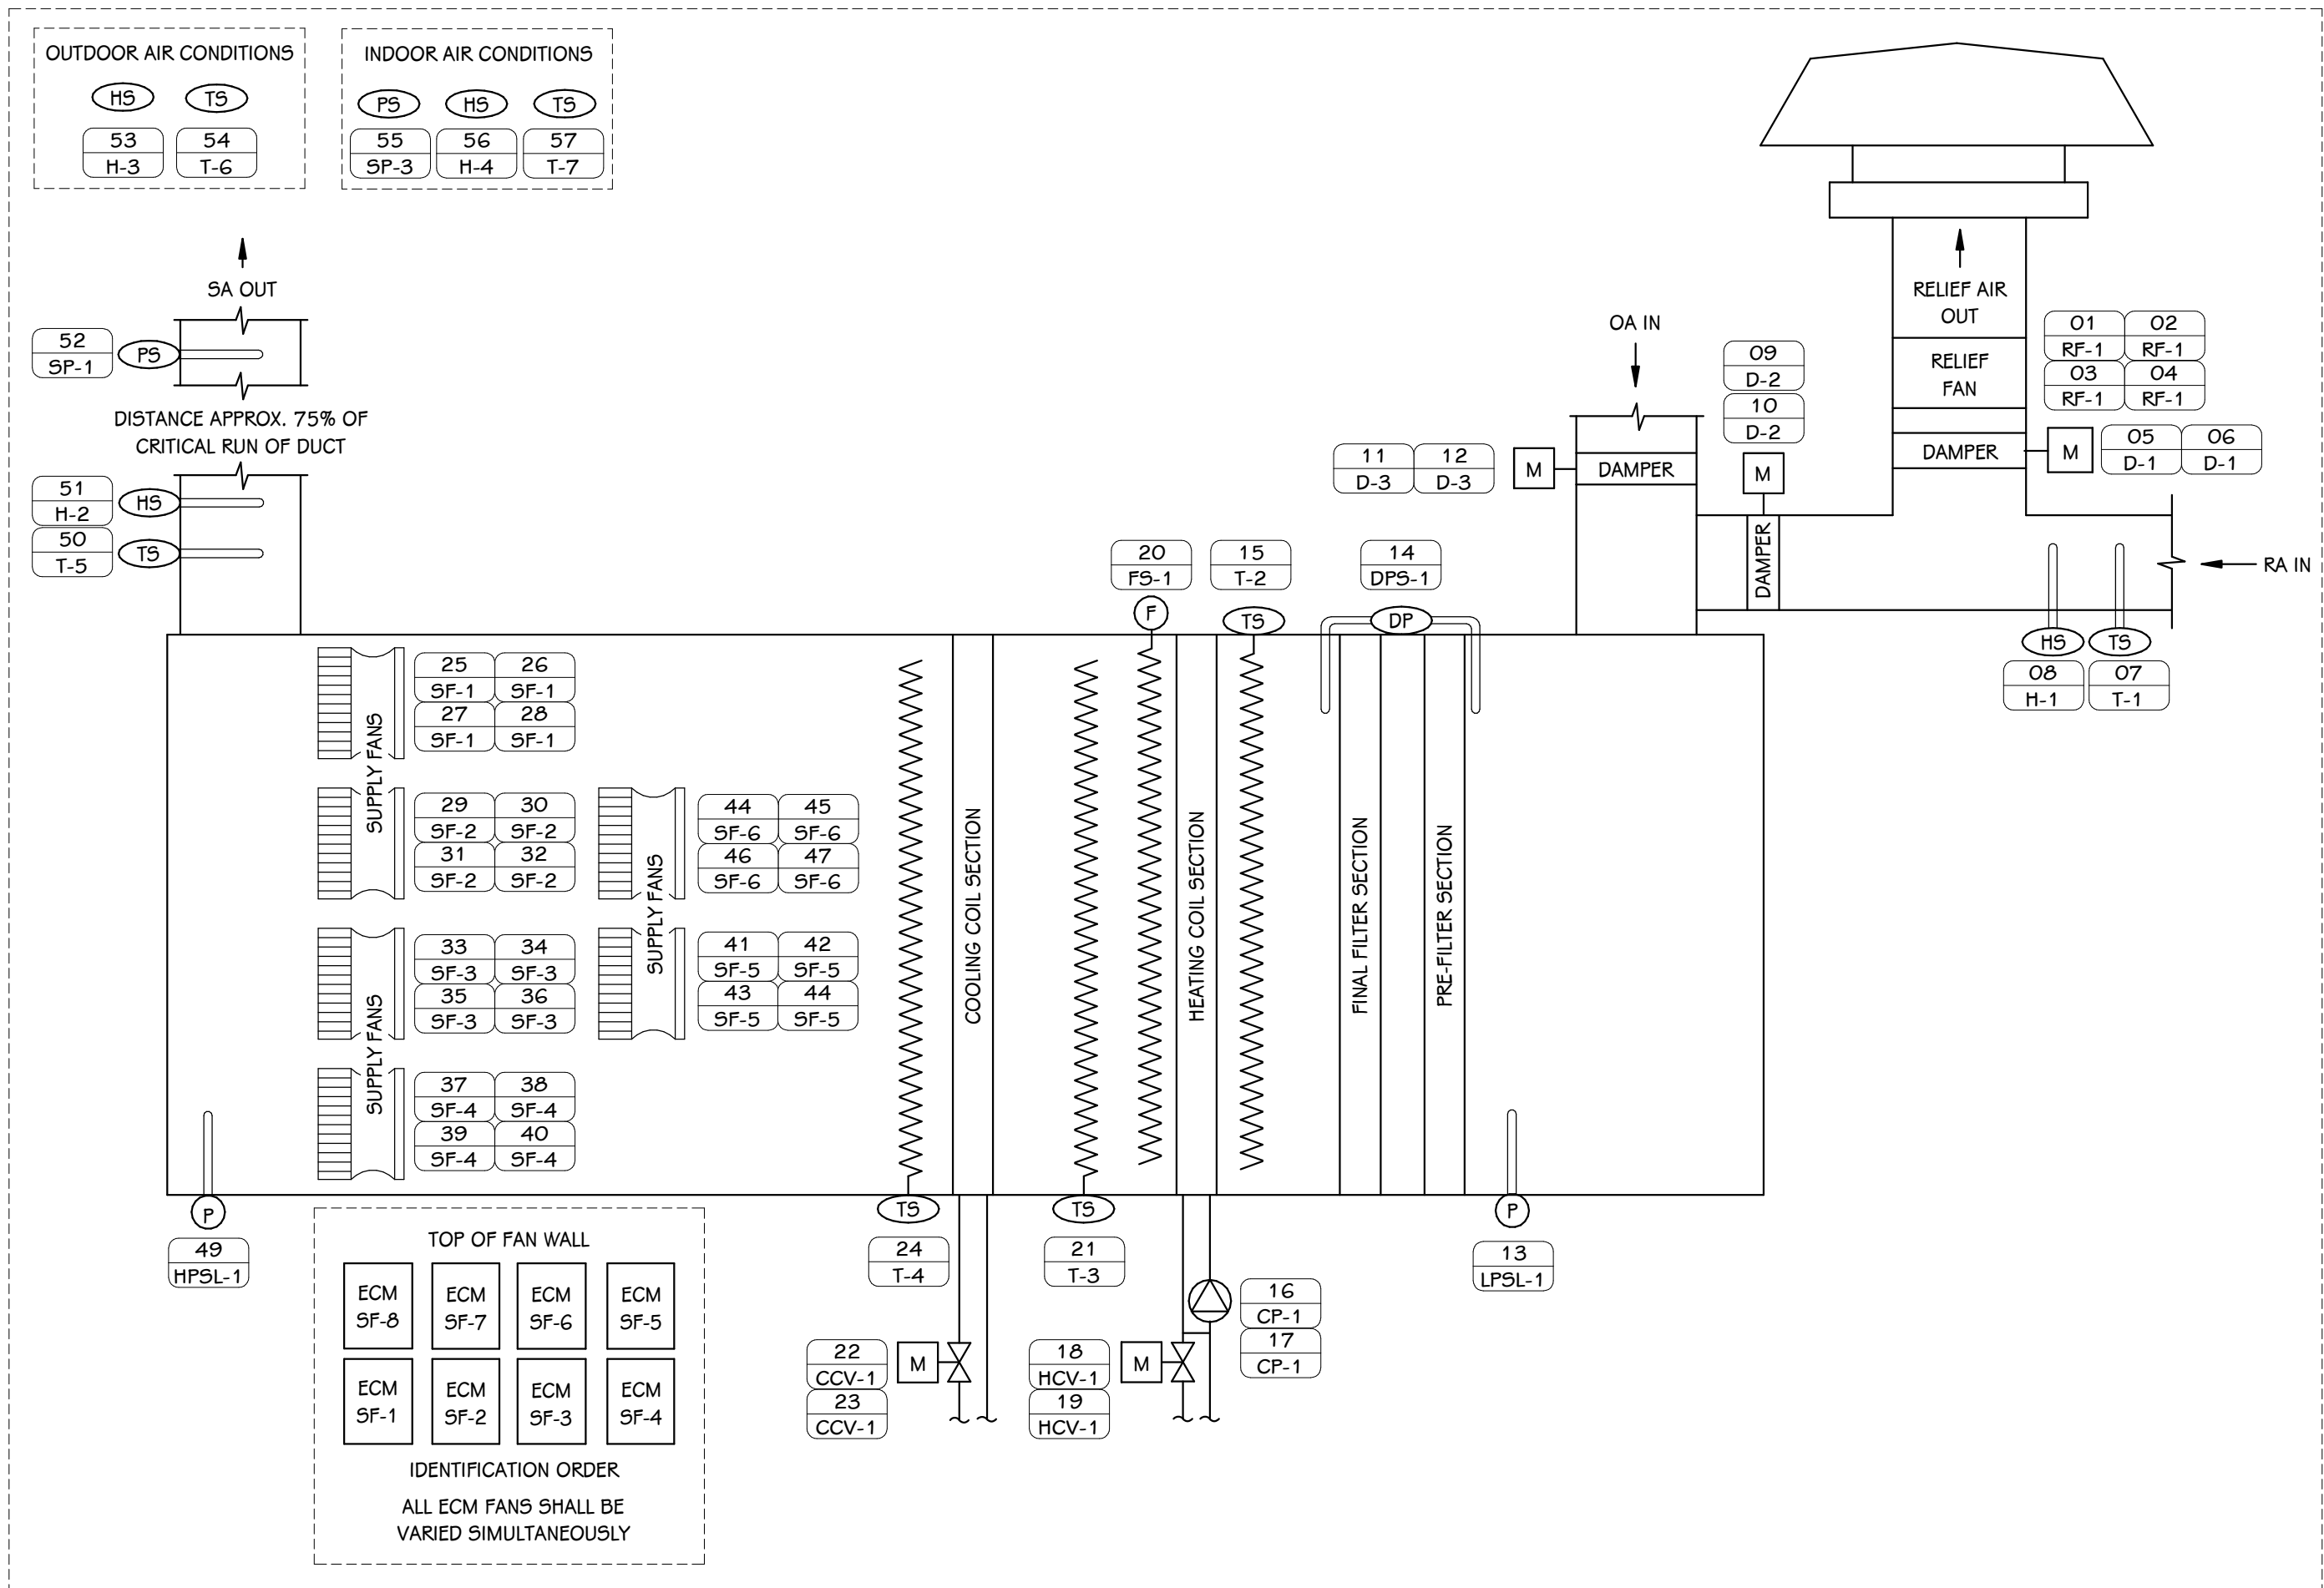 OUTDOOR AIR CONDITIONS
HS TS
53 54
H-3 T-6
INDOOR AIR CONDITIONS
PS HS TS
55 56 57
SP-3 H-4 T-7
SA OUT
52
SP-1
PS
DISTANCE APPROX. 75% OF
CRITICAL RUN OF DUCT
51
H-2
HS
50
T-5
TS
RELIEF AIR
OUT
RELIEF
FAN
01 02
RF-1 RF-1
03 04
RF-1 RF-1
DAMPER
M
05 06
D-1 D-1
OA IN
09
D-2
10
D-2
M
DAMPER
11 12
D-3 D-3
M
DAMPER
RA IN
HS TS
08 07
H-1 T-1
20
FS-1
F
15
T-2
TS
14
DPS-1
DP
25 26
SF-1 SF-1
27 28
SF-1 SF-1
SUPPLY FANS
29 30
SF-2 SF-2
31 32
SF-2 SF-2
33 34
SF-3 SF-3
35 36
SF-3 SF-3
SUPPLY FANS
37 38
SF-4 SF-4
39 40
SF-4 SF-4
44 45
SF-6 SF-6
46 47
SF-6 SF-6
SUPPLY FANS
41 42
SF-5 SF-5
43 44
SF-5 SF-5
COOLING COIL SECTION
HEATING COIL SECTION
FINAL FILTER SECTION
PRE-FILTER SECTION
P
49
HPSL-1
TS
24
T-4
TS
21
T-3
P
13
LPSL-1
16
CP-1
17
CP-1
22
CCV-1
23
CCV-1
M
18
HCV-1
19
HCV-1
M
TOP OF FAN WALL
ECM ECM ECM ECM
SF-8 SF-7 SF-6 SF-5
ECM ECM ECM ECM
SF-1 SF-2 SF-3 SF-4
IDENTIFICATION ORDER
ALL ECM FANS SHALL BE
VARIED SIMULTANEOUSLY